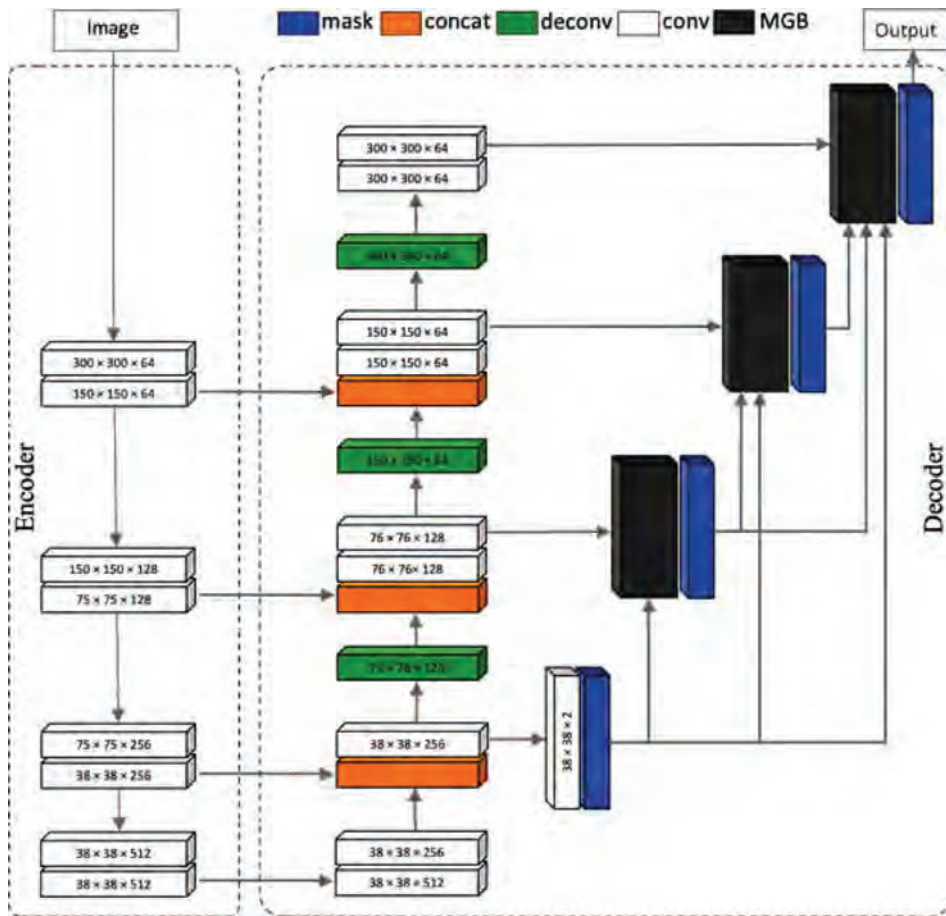 Image
mask
concat
deconv
conv
MGB
Output
Encoder
300 × 300 × 64
150 × 150 × 64
150 × 150 × 128
75 × 75 × 128
75 × 75 × 256
38 × 38 × 256
38 × 38 × 512
38 × 38 × 512
300 × 300 × 64
300 × 300 × 64
150 × 150 × 64
150 × 150 × 64
150 × 150 × 64
76 × 76 × 128
76 × 76× 128
38 × 38 × 256
38 × 38 × 256
38 × 38 × 512
38 × 38 × 2
Decoder